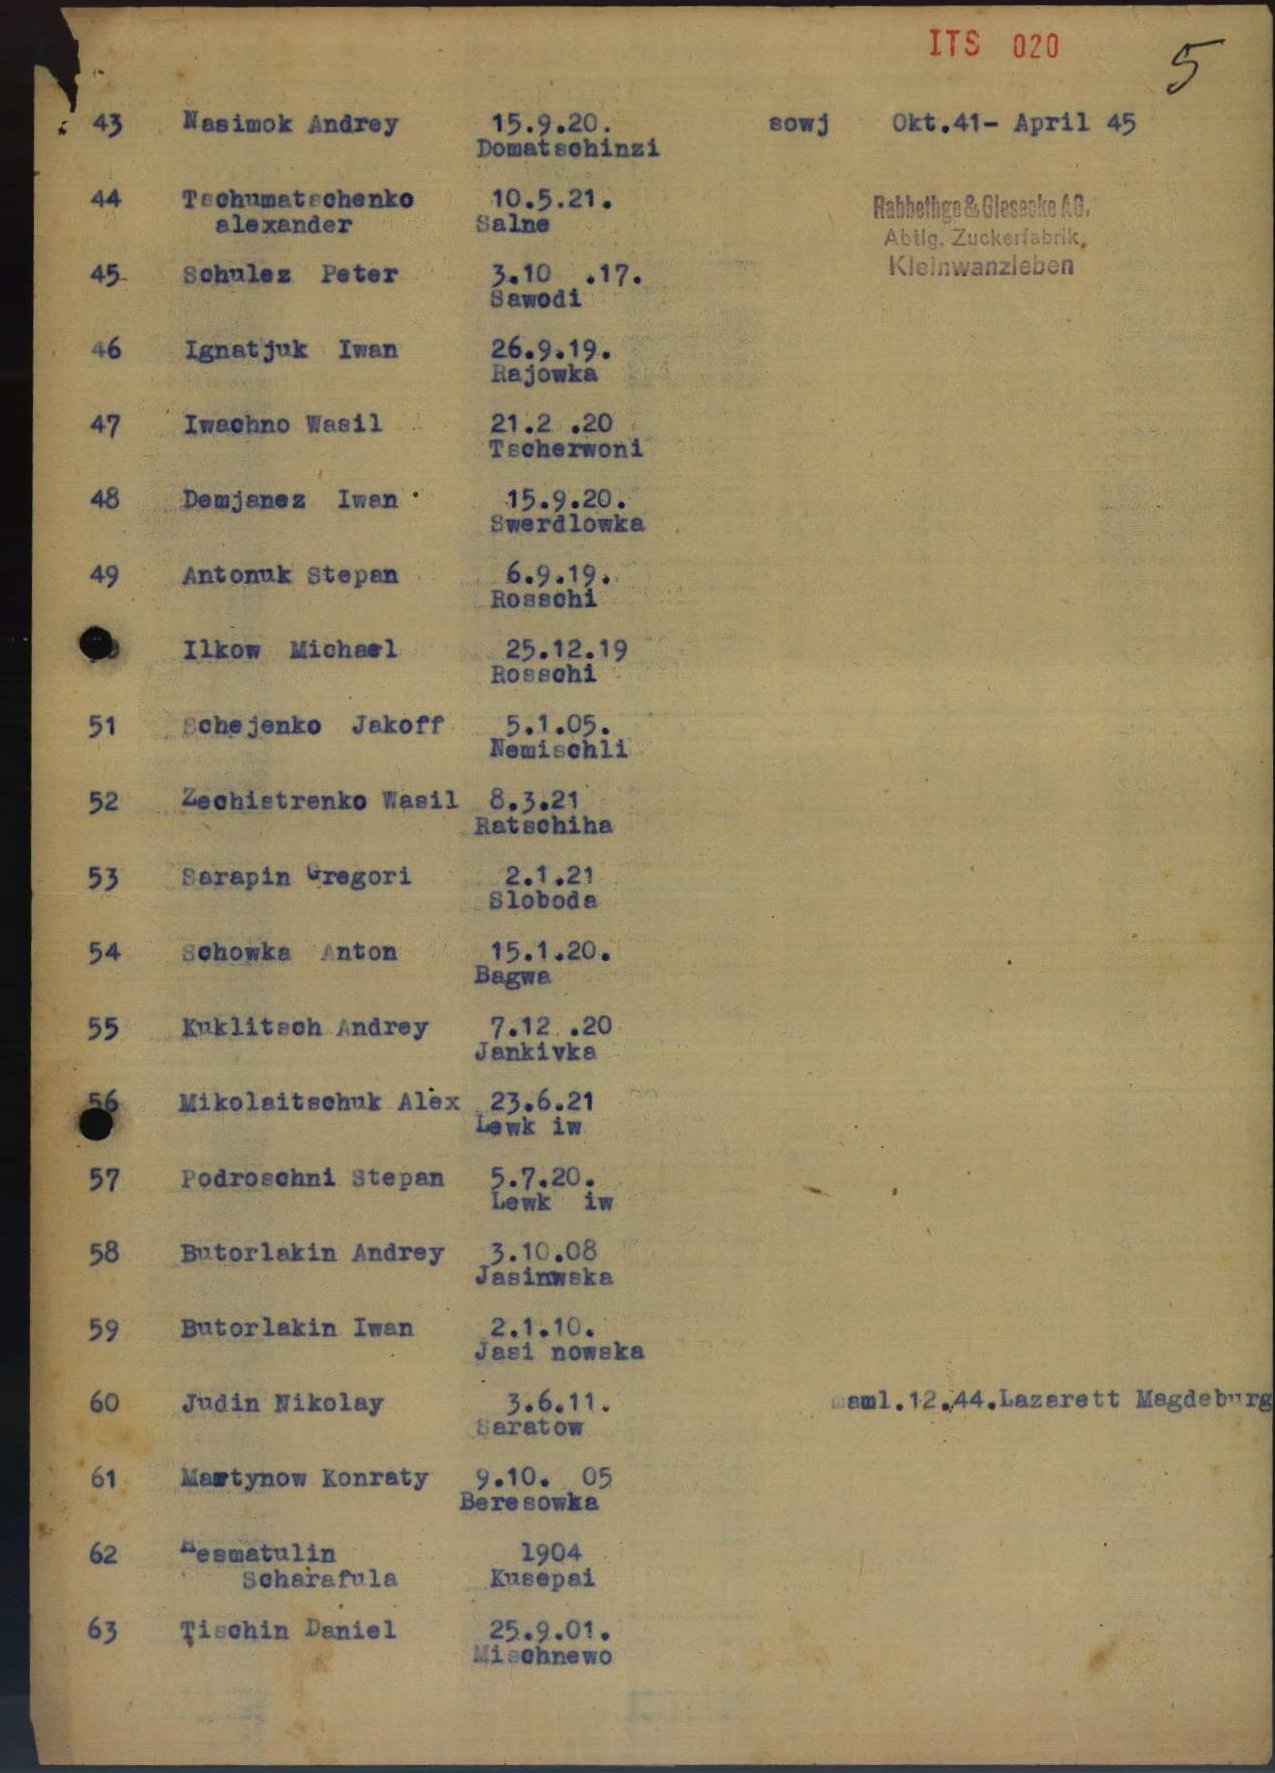 ITS 020
5
43 Nasimok Andrey 15.9.20. sowj Okt.41- April 45
Domatschinzi
44 Tschumatschenko 10.5.21.
alexander Salne
Rabbethge & Giesecke AG.
Abtlg. Zuckerfabrik.
Kleinwanzleben
45 Schulez Peter 3.10 .17.
Sawodi
46 Ignatjuk Iwan 26.9.19.
Rajowka
47 Iwachno Wasil 21.2 .20
Tscherwoni
48 Demjanez Iwan 15.9.20.
Swerdlowka
49 Antonuk Stepan 6.9.19.
Rosschi
Ilkow Michael 25.12.19
Rosschi
51 Schejenko Jakoff 5.1.05.
Nemischli
52 Zechistrenko Wasil 8.3.21
Ratschiha
53 Sarapin Gregori 2.1.21
Sloboda
54 Schowka Anton 15.1.20.
Bagwa
55 Kuklitsch Andrey 7.12 .20
Jankivka
56 Mikolaitschuk Alex 23.6.21
Lewk iw
57 Podroschni Stepan 5.7.20.
Lewk iw
58 Butorlakin Andrey 3.10.08
Jasinwska
59 Butorlakin Iwan 2.1.10.
Jasi nowska
60 Judin Nikolay 3.6.11. 12.44.Lazarett Magdeburg
Saratow
61 Martynow Konraty 9.10. 05
Beresowka
62 1904
Scharafula Kusepai
63 Tischin Daniel 25.9.01.
Mischnewo